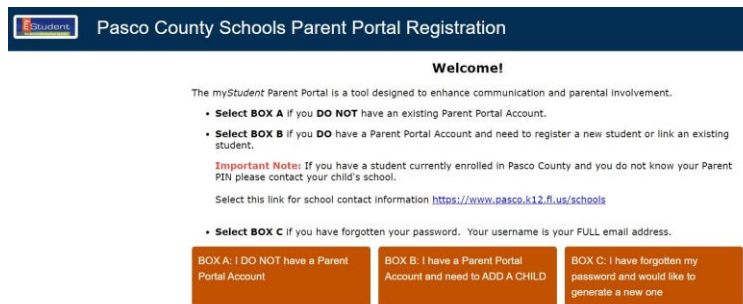 myStudent
Pasco County Schools Parent Portal Registration
Welcome!
The myStudent Parent Portal is a tool designed to enhance communication and parental involvement.
• Select BOX A if you DO NOT have an existing Parent Portal Account.
• Select BOX B if you DO have a Parent Portal Account and need to register a new student or link an existing
student.
Important Note: If you have a student currently enrolled in Pasco County and you do not know your Parent
PIN please contact your child's school.
Select this link for school contact information https://www.pasco.k12.fl.us/schools
• Select BOX C if you have forgotten your password. Your username is your FULL email address.
BOX A: I DO NOT have a Parent
Portal Account
BOX B: I have a Parent Portal
Account and need to ADD A CHILD
BOX C: I have forgotten my
password and would like to
generate a new one